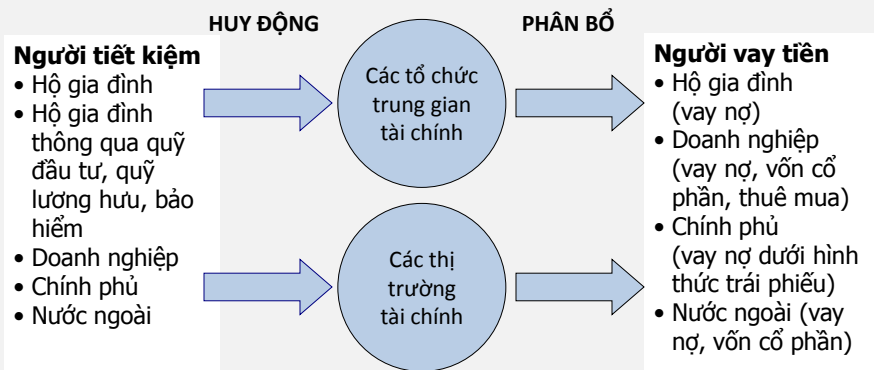 HUY ĐỘNG
PHÂN BỔ
Người tiết kiệm
• Hộ gia đình
• Hộ gia đình
thông qua quỹ
đầu tư, quỹ
lương hưu, bảo
hiểm
• Doanh nghiệp
• Chính phủ
• Nước ngoài
Các tổ chức
trung gian
tài chính
Các thị
trường
tài chính
Người vay tiền
• Hộ gia đình
(vay nợ)
• Doanh nghiệp
(vay nợ, vốn cổ
phần, thuê mua)
• Chính phủ
(vay nợ dưới hình
thức trái phiếu)
• Nước ngoài (vay
nợ, vốn cổ phần)